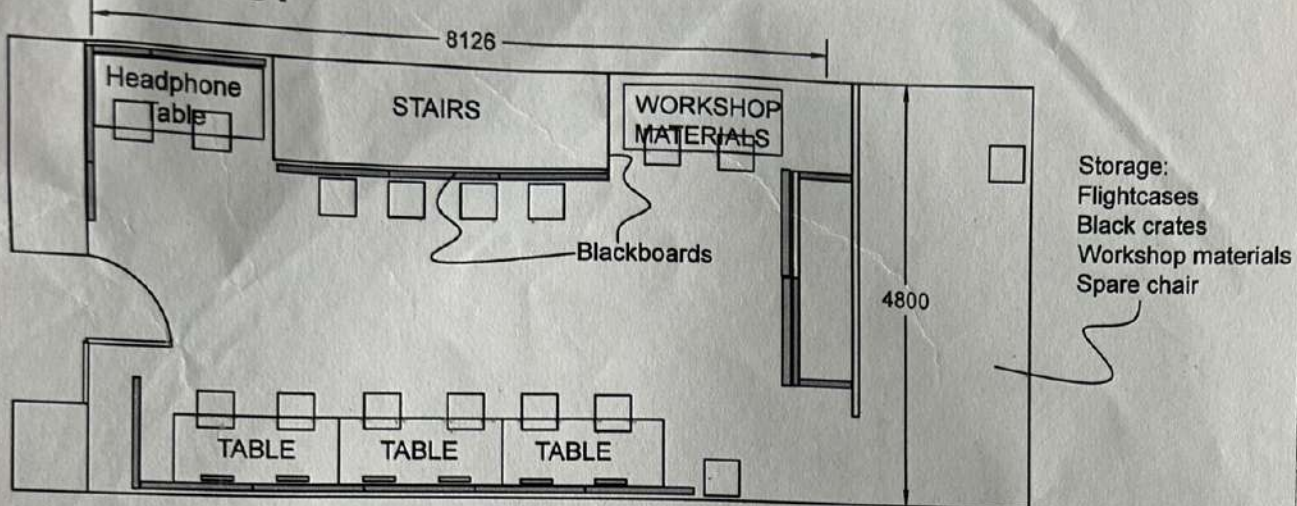 8126
Headphone
Table
STAIRS
WORKSHOP
MATERIALS
Storage:
Flightcases
Black crates
Workshop materials
Spare chair
Blackboards
4800
TABLE
TABLE
TABLE